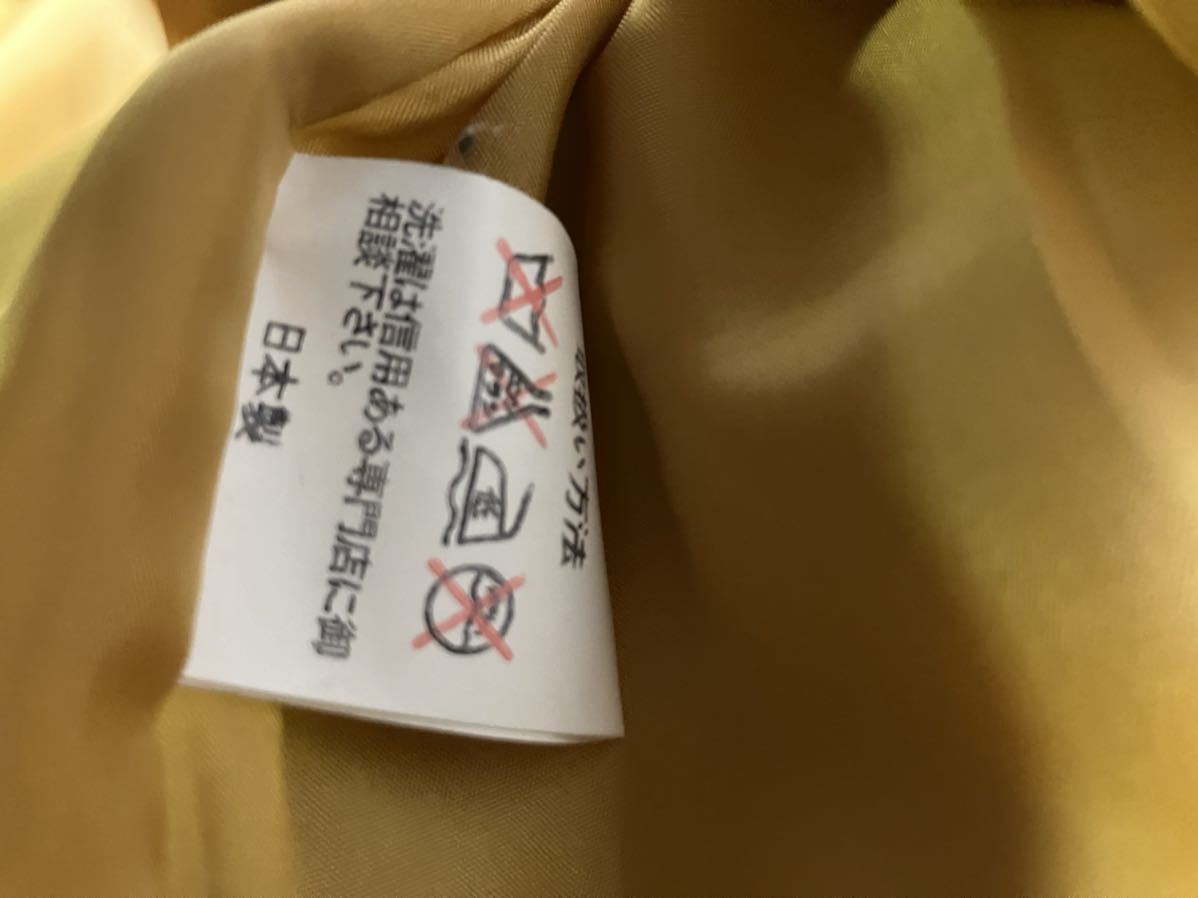 取扱い方法
洗濯は信用ある専門店に御
相談下さい。
日本製